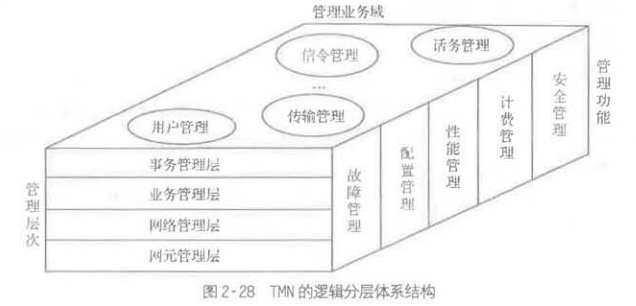 管理业务域
信令管理
话务管理
...
用户管理
传输管理
管理层次
事务管理层
业务管理层
网络管理层
网元管理层
故障管理
配置管理
性能管理
计费管理
安全管理
管理功能
图2-28 TMN的逻辑分层体系结构